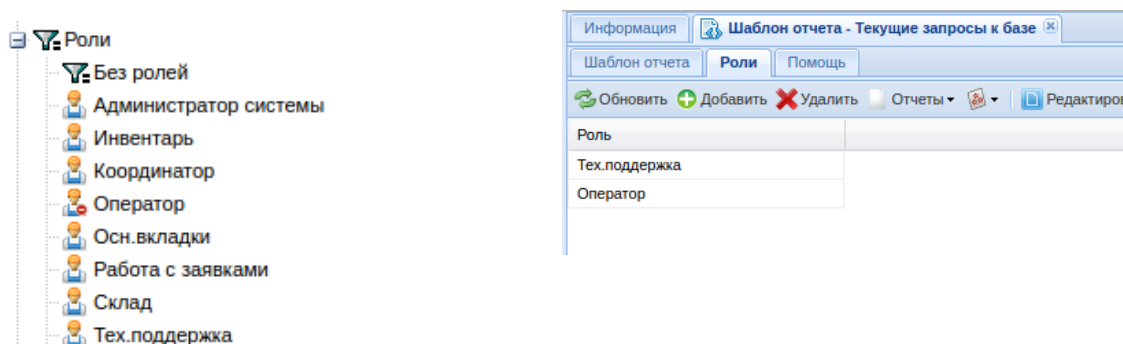 Роли
Без ролей
Администратор системы
Инвентарь
Координатор
Оператор
Осн.вкладки
Работа с заявками
Склад
Тех.поддержка
Информация Шаблон отчета - Текущие запросы к базе
Шаблон отчета Роли Помощь
Обновить Добавить Удалить Отчеты Редактиров
Роль
Тех.поддержка
Оператор